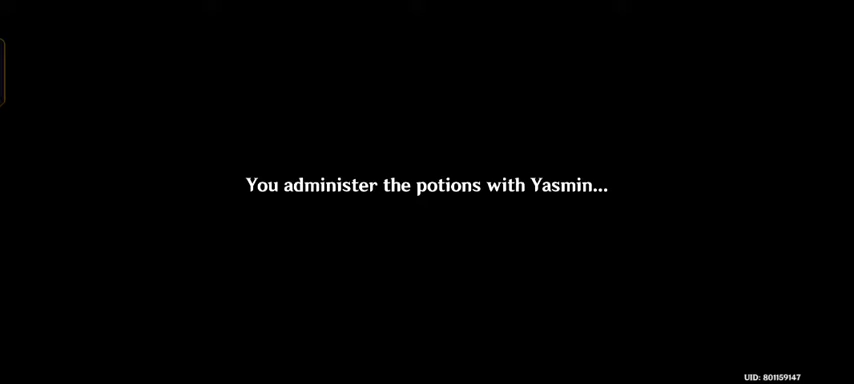 You administer the potions with Yasmin...
UID: 801159147